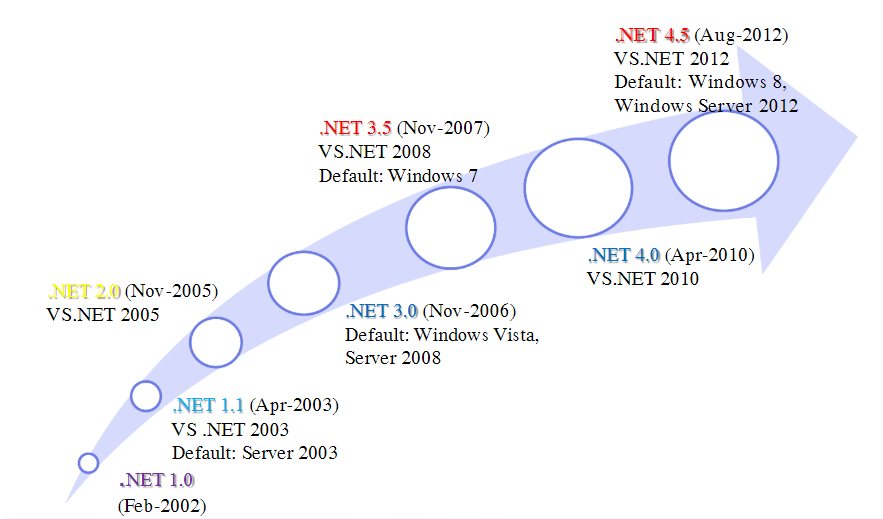 .NET 4.5 (Aug-2012)
VS.NET 2012
Default: Windows 8,
Windows Server 2012
.NET 3.5 (Nov-2007)
VS.NET 2008
Default: Windows 7
.NET 4.0 (Apr-2010)
VS.NET 2010
.NET 2.0 (Nov-2005)
VS.NET 2005
.NET 3.0 (Nov-2006)
Default: Windows Vista,
Server 2008
.NET 1.1 (Apr-2003)
VS .NET 2003
Default: Server 2003
.NET 1.0
(Feb-2002)